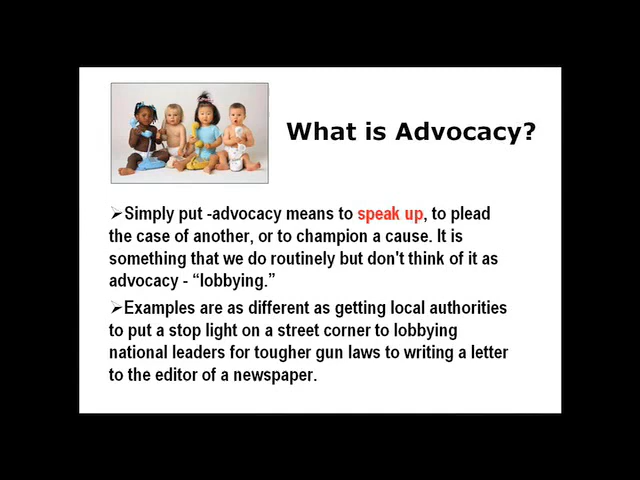 What is Advocacy?
➢Simply put -advocacy means to speak up, to plead
the case of another, or to champion a cause. It is
something that we do routinely but don't think of it as
advocacy - “lobbying.”
➢Examples are as different as getting local authorities
to put a stop light on a street corner to lobbying
national leaders for tougher gun laws to writing a letter
to the editor of a newspaper.